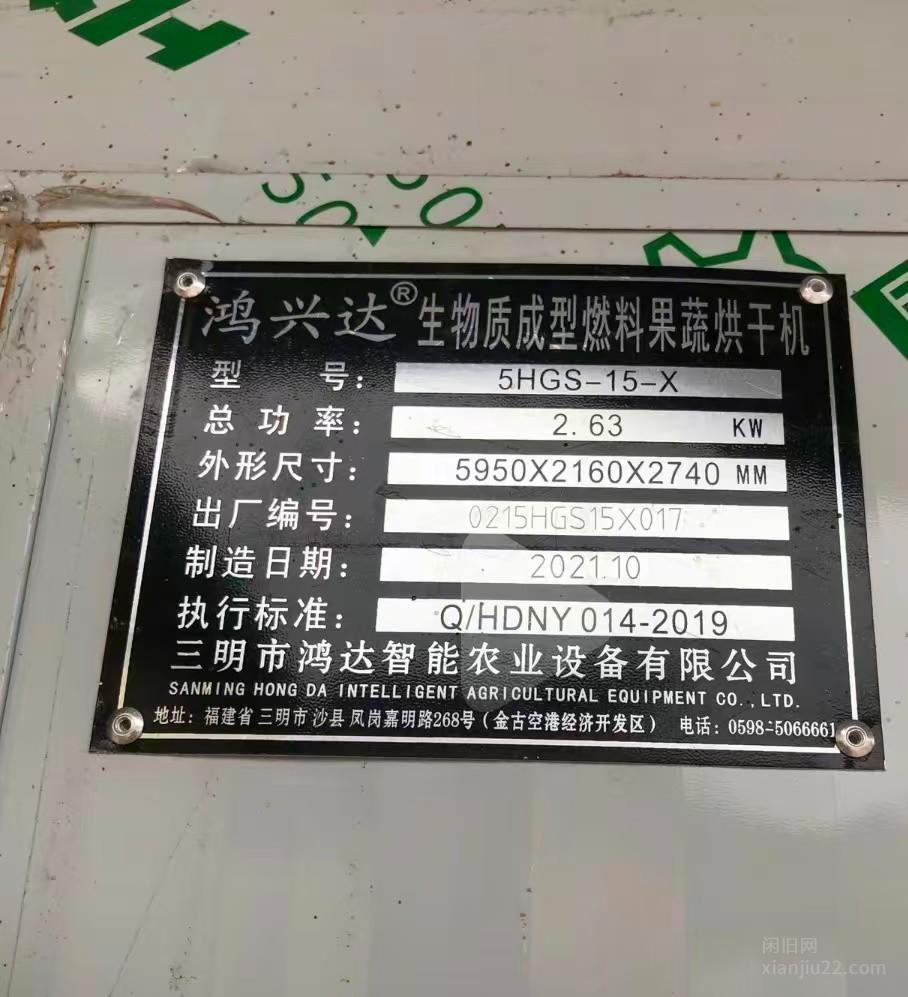 鸿兴达® 生物质成型燃料果蔬烘干机
型 号： 5HGS-15-X
总 功 率： 2.63 KW
外形尺寸： 5950X2160X2740 MM
出厂编号： 0215HGS15X017
制造日期： 2021.10
执行标准： Q/HDNY 014-2019
三明市鸿达智能农业设备有限公司
SANMING HONG DA INTELLIGENT AGRICULTURAL EQUIPMENT CO.,LTD.
地址：福建省三明市沙县凤岗嘉明路268号（金古空港经济开发区） 电话：0598-5066661
闲旧网
xianjiu22.com